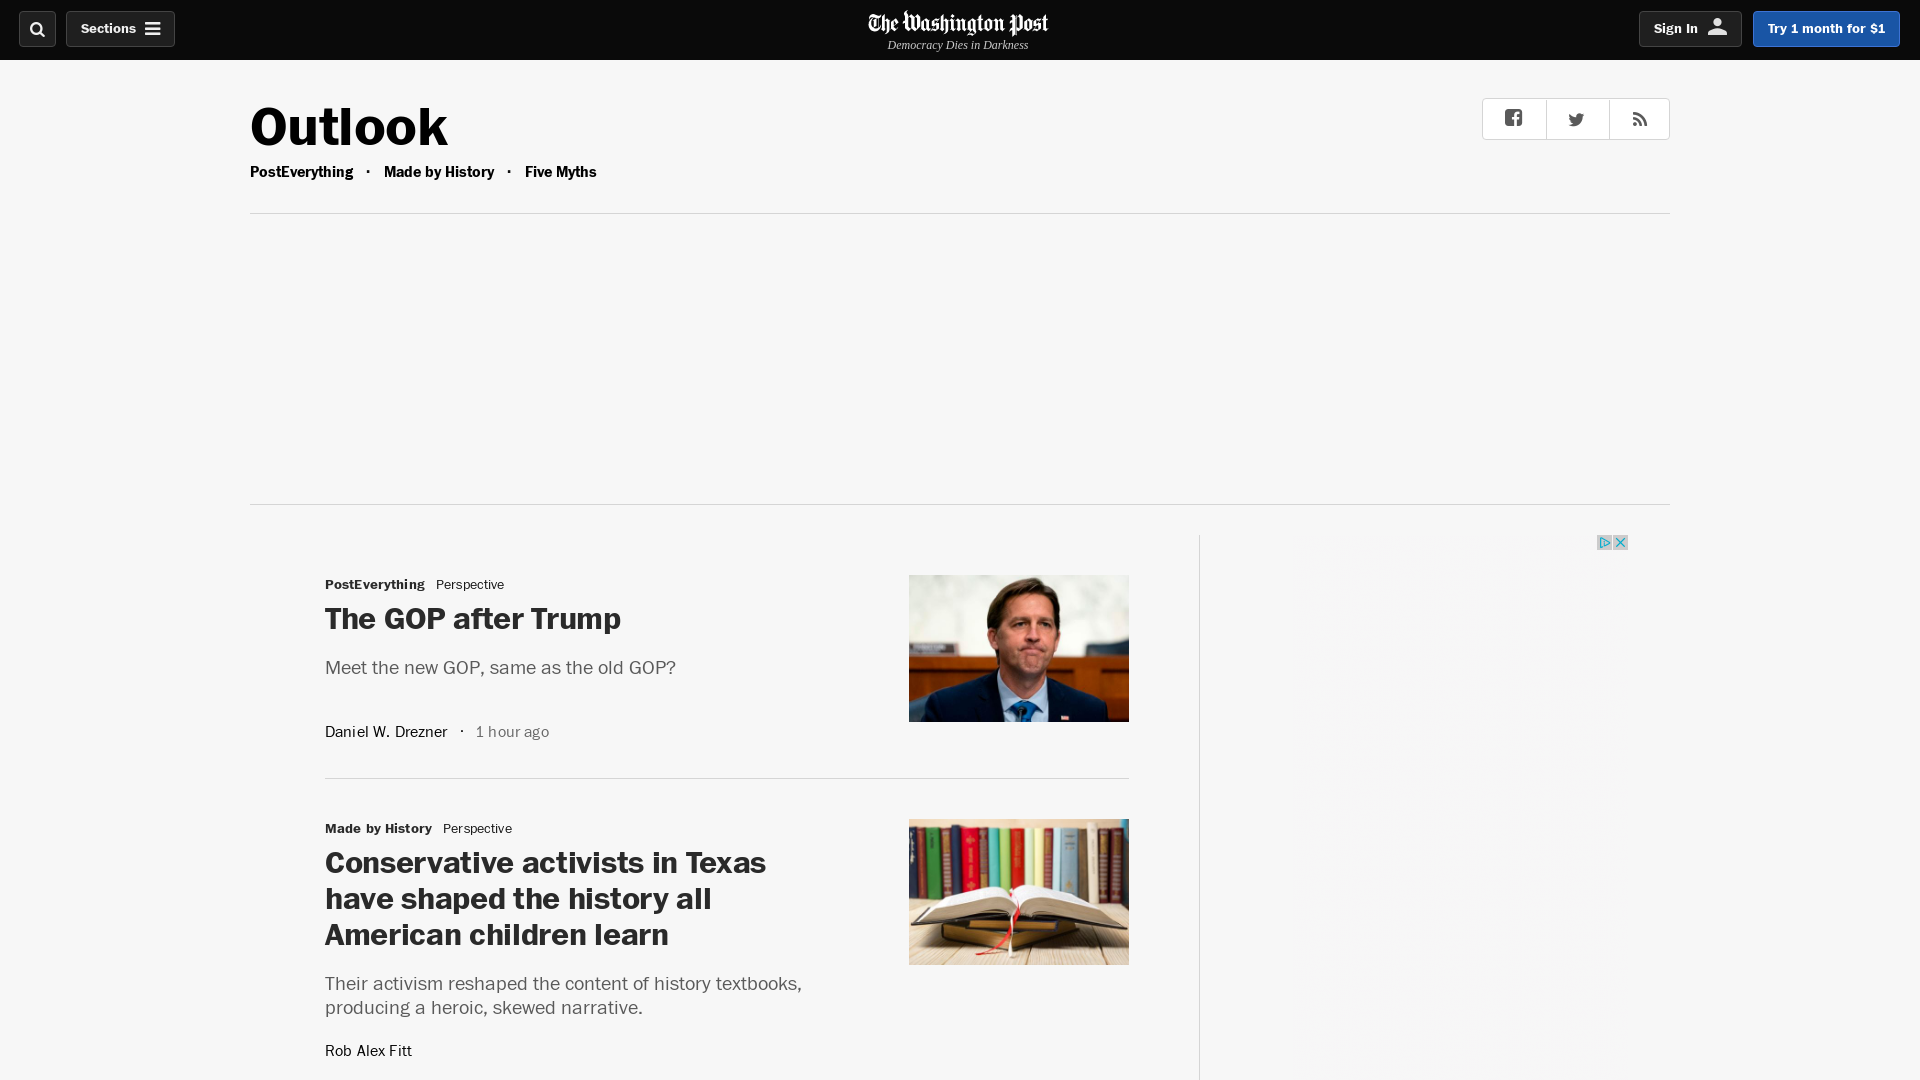 Sections
The Washington Post
Democracy Dies in Darkness
Sign In
Try 1 month for $1
Outlook
PostEverything · Made by History · Five Myths
PostEverything Perspective
The GOP after Trump
Meet the new GOP, same as the old GOP?
Daniel W. Drezner · 1 hour ago
Made by History Perspective
Conservative activists in Texas
have shaped the history all
American children learn
Their activism reshaped the content of history textbooks,
producing a heroic, skewed narrative.
Rob Alex Fitt